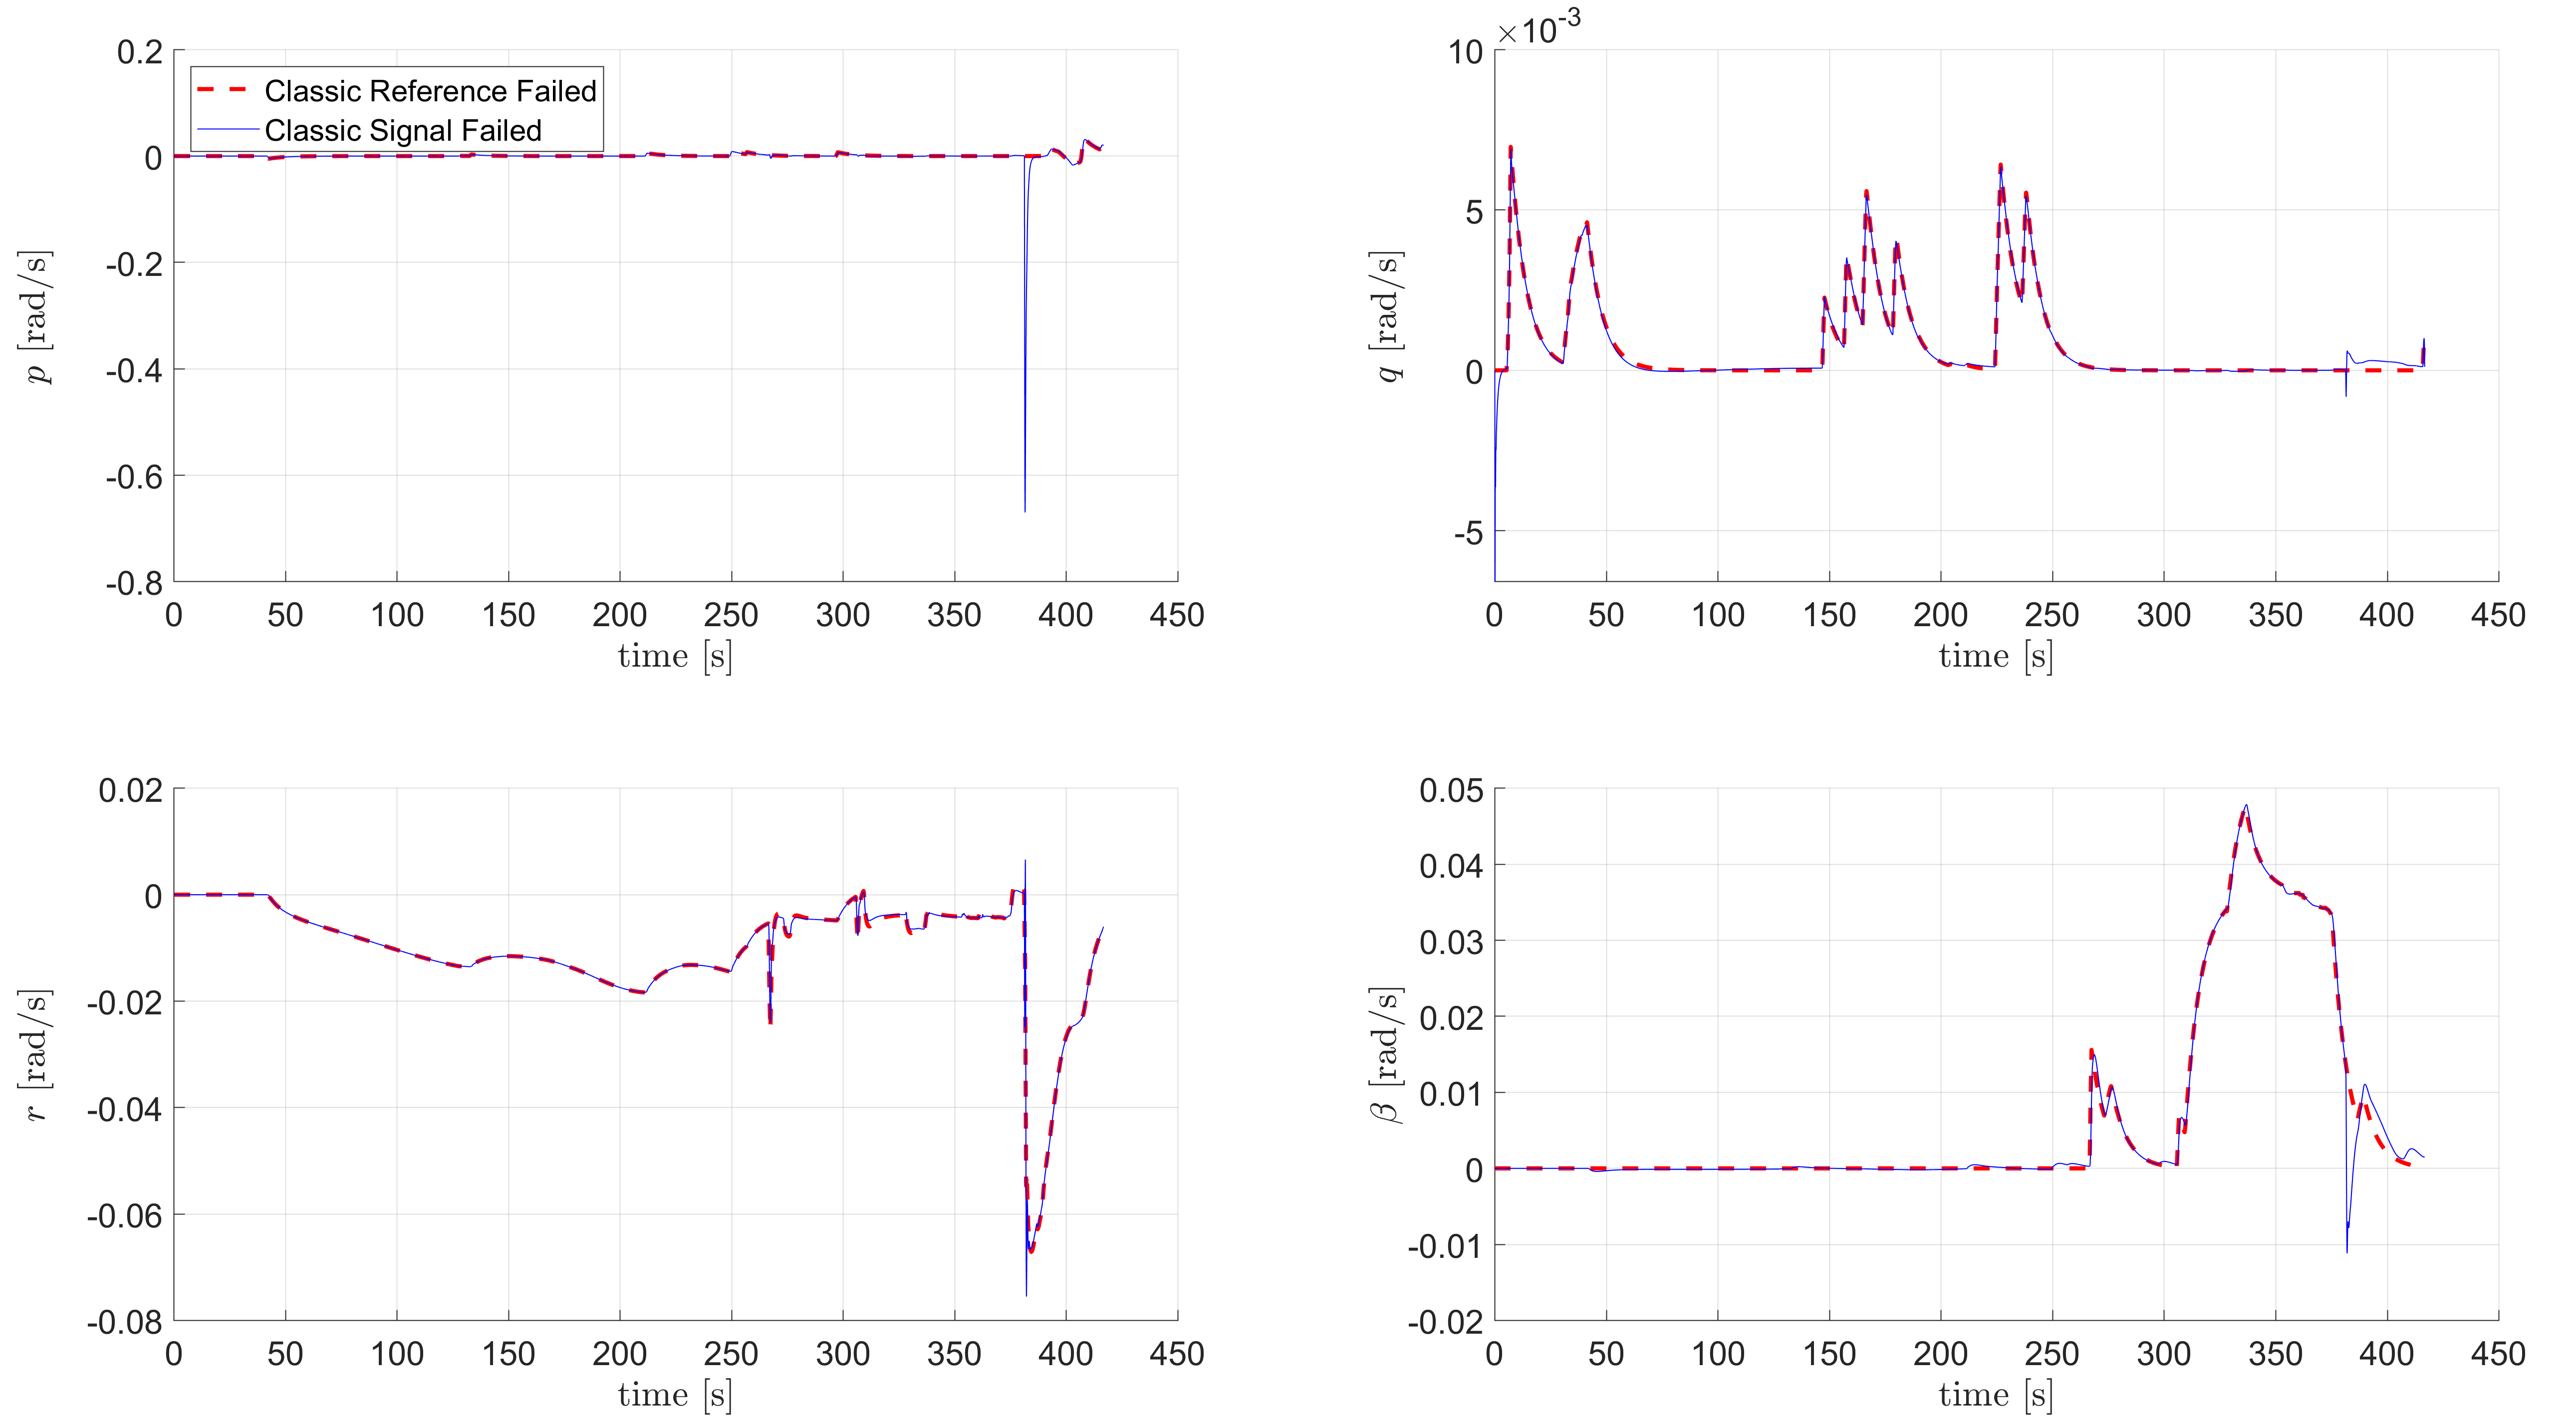 0.2
0
-0.2
-0.4
-0.6
-0.8
p [rad/s]
Classic Reference Failed
Classic Signal Failed
0 50 100 150 200 250 300 350 400 450
time [s]
×10-3
10
5
0
-5
q [rad/s]
0 50 100 150 200 250 300 350 400 450
time [s]
0.02
0
-0.02
-0.04
-0.06
-0.08
r [rad/s]
0 50 100 150 200 250 300 350 400 450
time [s]
0.05
0.04
0.03
0.02
0.01
0
-0.01
-0.02
β [rad/s]
0 50 100 150 200 250 300 350 400 450
time [s]